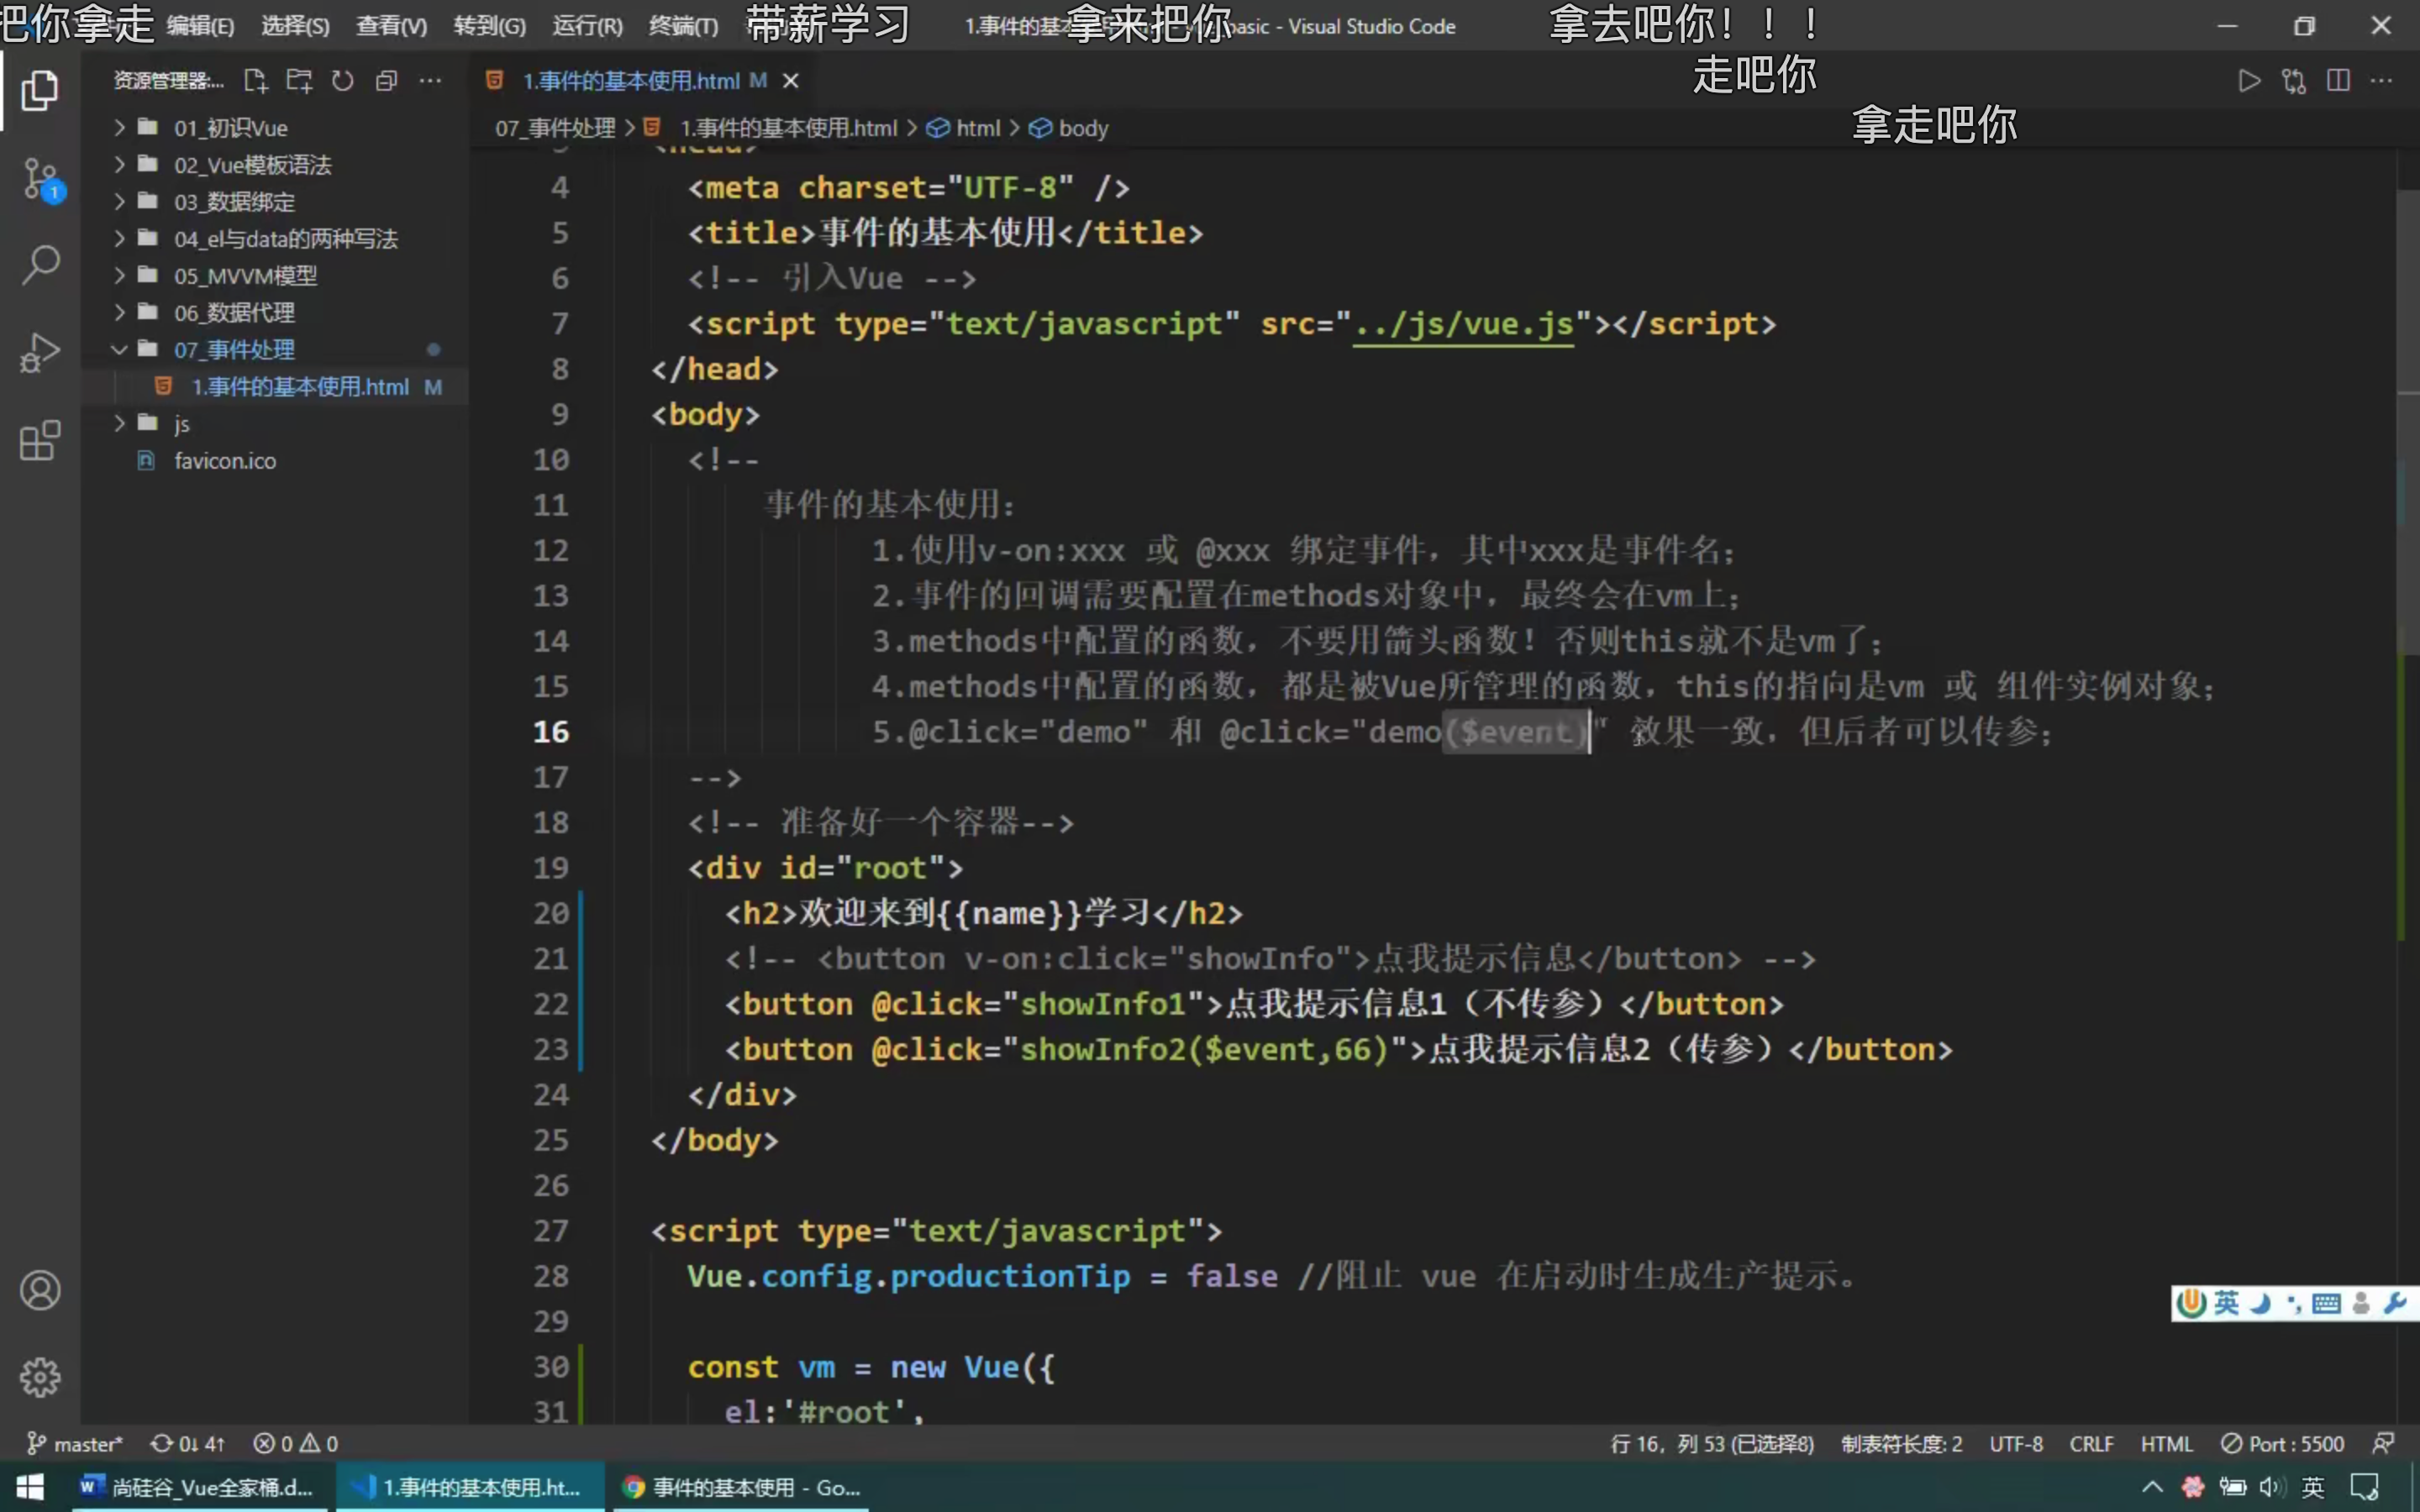 把你拿走 编辑(E) 选择(S) 查看(V) 转到(G) 运行(R) 终端(T) 带薪学习 1.事件的基本 拿来把你 basic - Visual Studio Code 拿去吧你！！！
走吧你
拿走吧你
资源管理器:...
1.事件的基本使用.html M
07_事件处理 > 1.事件的基本使用.html > html > body
01_初识Vue
02_Vue模板语法
03_数据绑定
04_el与data的两种写法
05_MVVM模型
06_数据代理
07_事件处理
1.事件的基本使用.html M
js
favicon.ico
1
3 <head>
4 <meta charset="UTF-8" />
5 <title>事件的基本使用</title>
6 <!-- 引入Vue -->
7 <script type="text/javascript" src="../js/vue.js"></script>
8 </head>
9 <body>
10 <!--
11 事件的基本使用：
12 1.使用v-on:xxx 或 @xxx 绑定事件，其中xxx是事件名；
13 2.事件的回调需要配置在methods对象中，最终会在vm上；
14 3.methods中配置的函数，不要用箭头函数！否则this就不是vm了；
15 4.methods中配置的函数，都是被Vue所管理的函数，this的指向是vm 或 组件实例对象；
16 5.@click="demo" 和 @click="demo($event)" 效果一致，但后者可以传参；
17 -->
18 <!-- 准备好一个容器-->
19 <div id="root">
20 <h2>欢迎来到{{name}}学习</h2>
21 <!-- <button v-on:click="showInfo">点我提示信息</button> -->
22 <button @click="showInfo1">点我提示信息1（不传参）</button>
23 <button @click="showInfo2($event,66)">点我提示信息2（传参）</button>
24 </div>
25 </body>
26
27 <script type="text/javascript">
28 Vue.config.productionTip = false //阻止 vue 在启动时生成生产提示。
29
30 const vm = new Vue({
31 el:'#root',
英
master* 0↓ 4↑ 0 0 行 16，列 53 (已选择8) 制表符长度: 2 UTF-8 CRLF HTML Port : 5500
尚硅谷_Vue全家桶.d... 1.事件的基本使用.ht... 事件的基本使用 - Go... 英